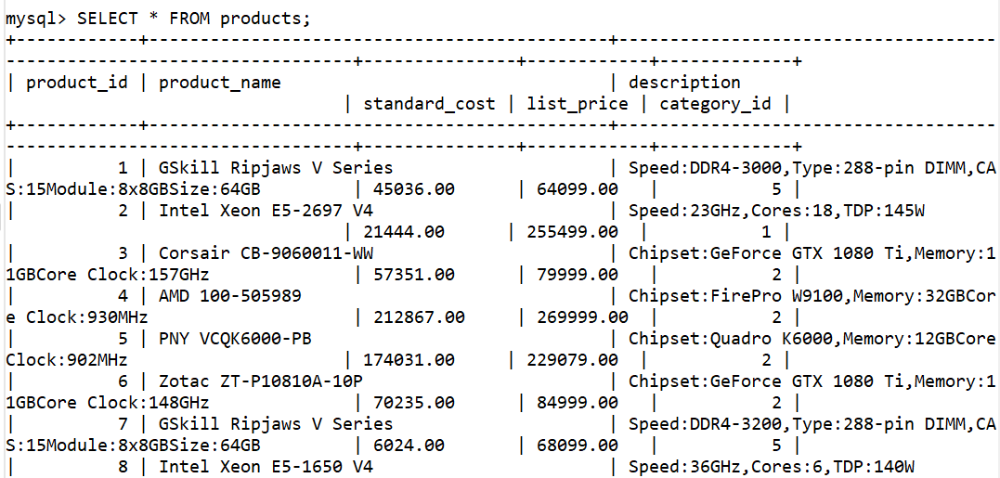 mysql> SELECT * FROM products;
+------------+---------------------------------------------+-------------------------------------
----------------------------------+---------------+------------+-------------+
| product_id | product_name                                | description
                                 | standard_cost | list_price | category_id |
+------------+---------------------------------------------+-------------------------------------
----------------------------------+---------------+------------+-------------+
|          1 | GSkill Ripjaws V Series                     | Speed:DDR4-3000,Type:288-pin DIMM,CA
S:15Module:8x8GBSize:64GB         | 45036.00      | 64099.00   |           5 |
|          2 | Intel Xeon E5-2697 V4                       | Speed:23GHz,Cores:18,TDP:145W
                                 | 21444.00      | 255499.00  |           1 |
|          3 | Corsair CB-9060011-WW                       | Chipset:GeForce GTX 1080 Ti,Memory:1
1GBCore Clock:157GHz              | 57351.00      | 79999.00   |           2 |
|          4 | AMD 100-505989                              | Chipset:FirePro W9100,Memory:32GBCor
e Clock:930MHz                    | 212867.00      | 269999.00  |           2 |
|          5 | PNY VCQK6000-PB                             | Chipset:Quadro K6000,Memory:12GBCore
Clock:902MHz                     | 174031.00      | 229079.00  |           2 |
|          6 | Zotac ZT-P10810A-10P                        | Chipset:GeForce GTX 1080 Ti,Memory:1
1GBCore Clock:148GHz              | 70235.00      | 84999.00   |           2 |
|          7 | GSkill Ripjaws V Series                     | Speed:DDR4-3200,Type:288-pin DIMM,CA
S:15Module:8x8GBSize:64GB         | 6024.00       | 68099.00   |           5 |
|          8 | Intel Xeon E5-1650 V4                       | Speed:36GHz,Cores:6,TDP:140W